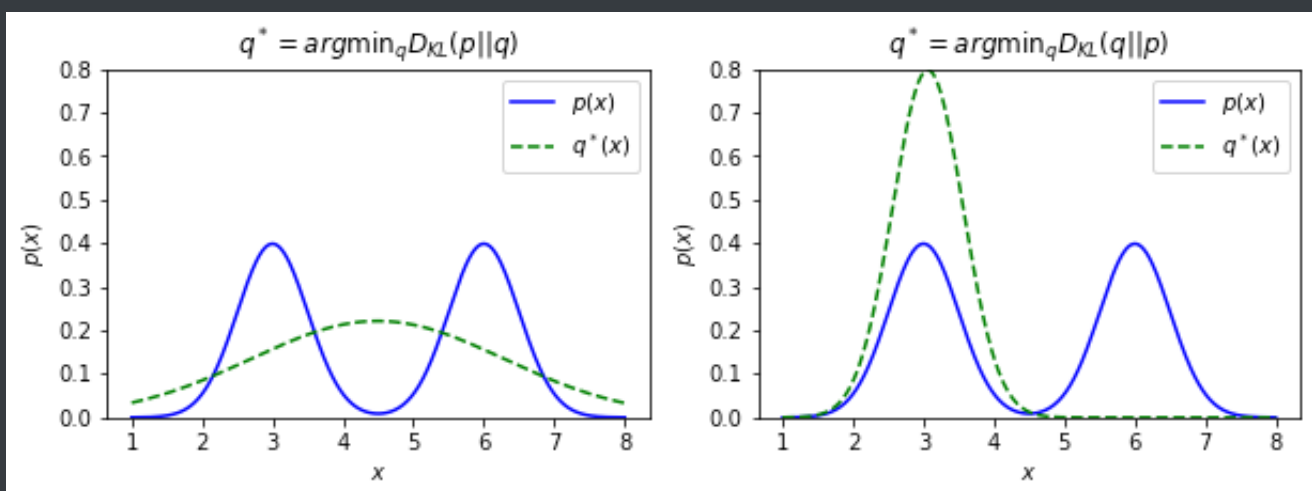 q* = argmin_q D_KL(p||q)
0.8
0.7
0.6
0.5
0.4
0.3
0.2
0.1
0.0
p(x)
p(x)
q*(x)
1 2 3 4 5 6 7 8
x
q* = argmin_q D_KL(q||p)
0.8
0.7
0.6
0.5
0.4
0.3
0.2
0.1
0.0
p(x)
p(x)
q*(x)
1 2 3 4 5 6 7 8
x